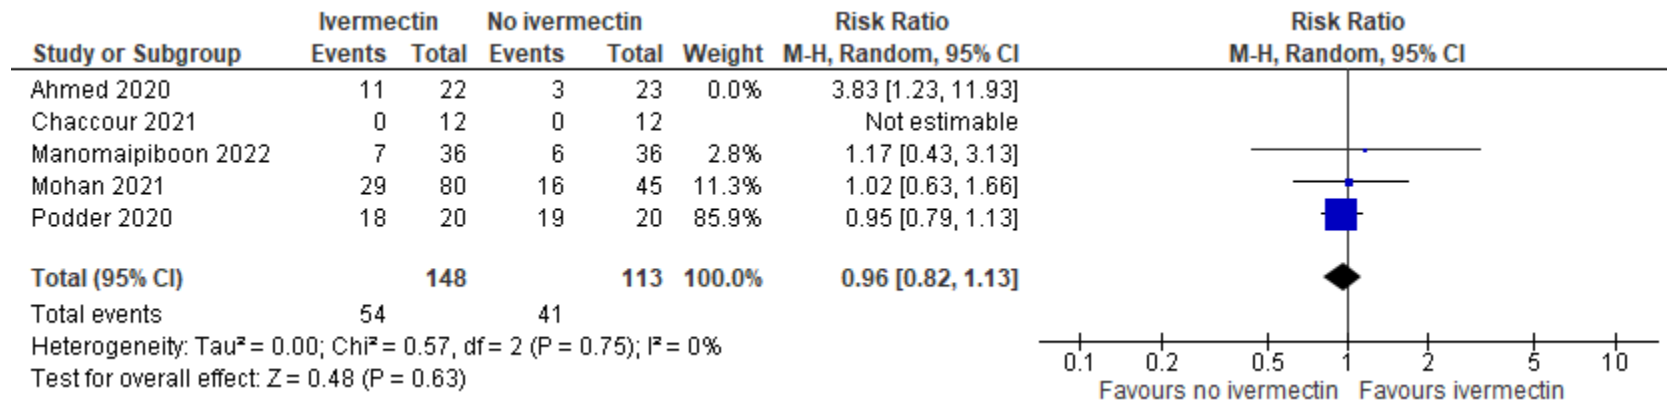 Ivermectin No ivermectin Risk Ratio Risk Ratio
Study or Subgroup Events Total Events Total Weight M-H, Random, 95% CI M-H, Random, 95% CI
Ahmed 2020 11 22 3 23 0.0% 3.83 [1.23, 11.93]
Chaccour 2021 0 12 0 12 Not estimable
Manomaipiboon 2022 7 36 6 36 2.8% 1.17 [0.43, 3.13]
Mohan 2021 29 80 16 45 11.3% 1.02 [0.63, 1.66]
Podder 2020 18 20 19 20 85.9% 0.95 [0.79, 1.13]
Total (95% CI) 148 113 100.0% 0.96 [0.82, 1.13]
Total events 54 41
Heterogeneity: Tau² = 0.00; Chi² = 0.57, df = 2 (P = 0.75); I² = 0%
Test for overall effect: Z = 0.48 (P = 0.63)
0.1 0.2 0.5 1 2 5 10
Favours no ivermectin Favours ivermectin